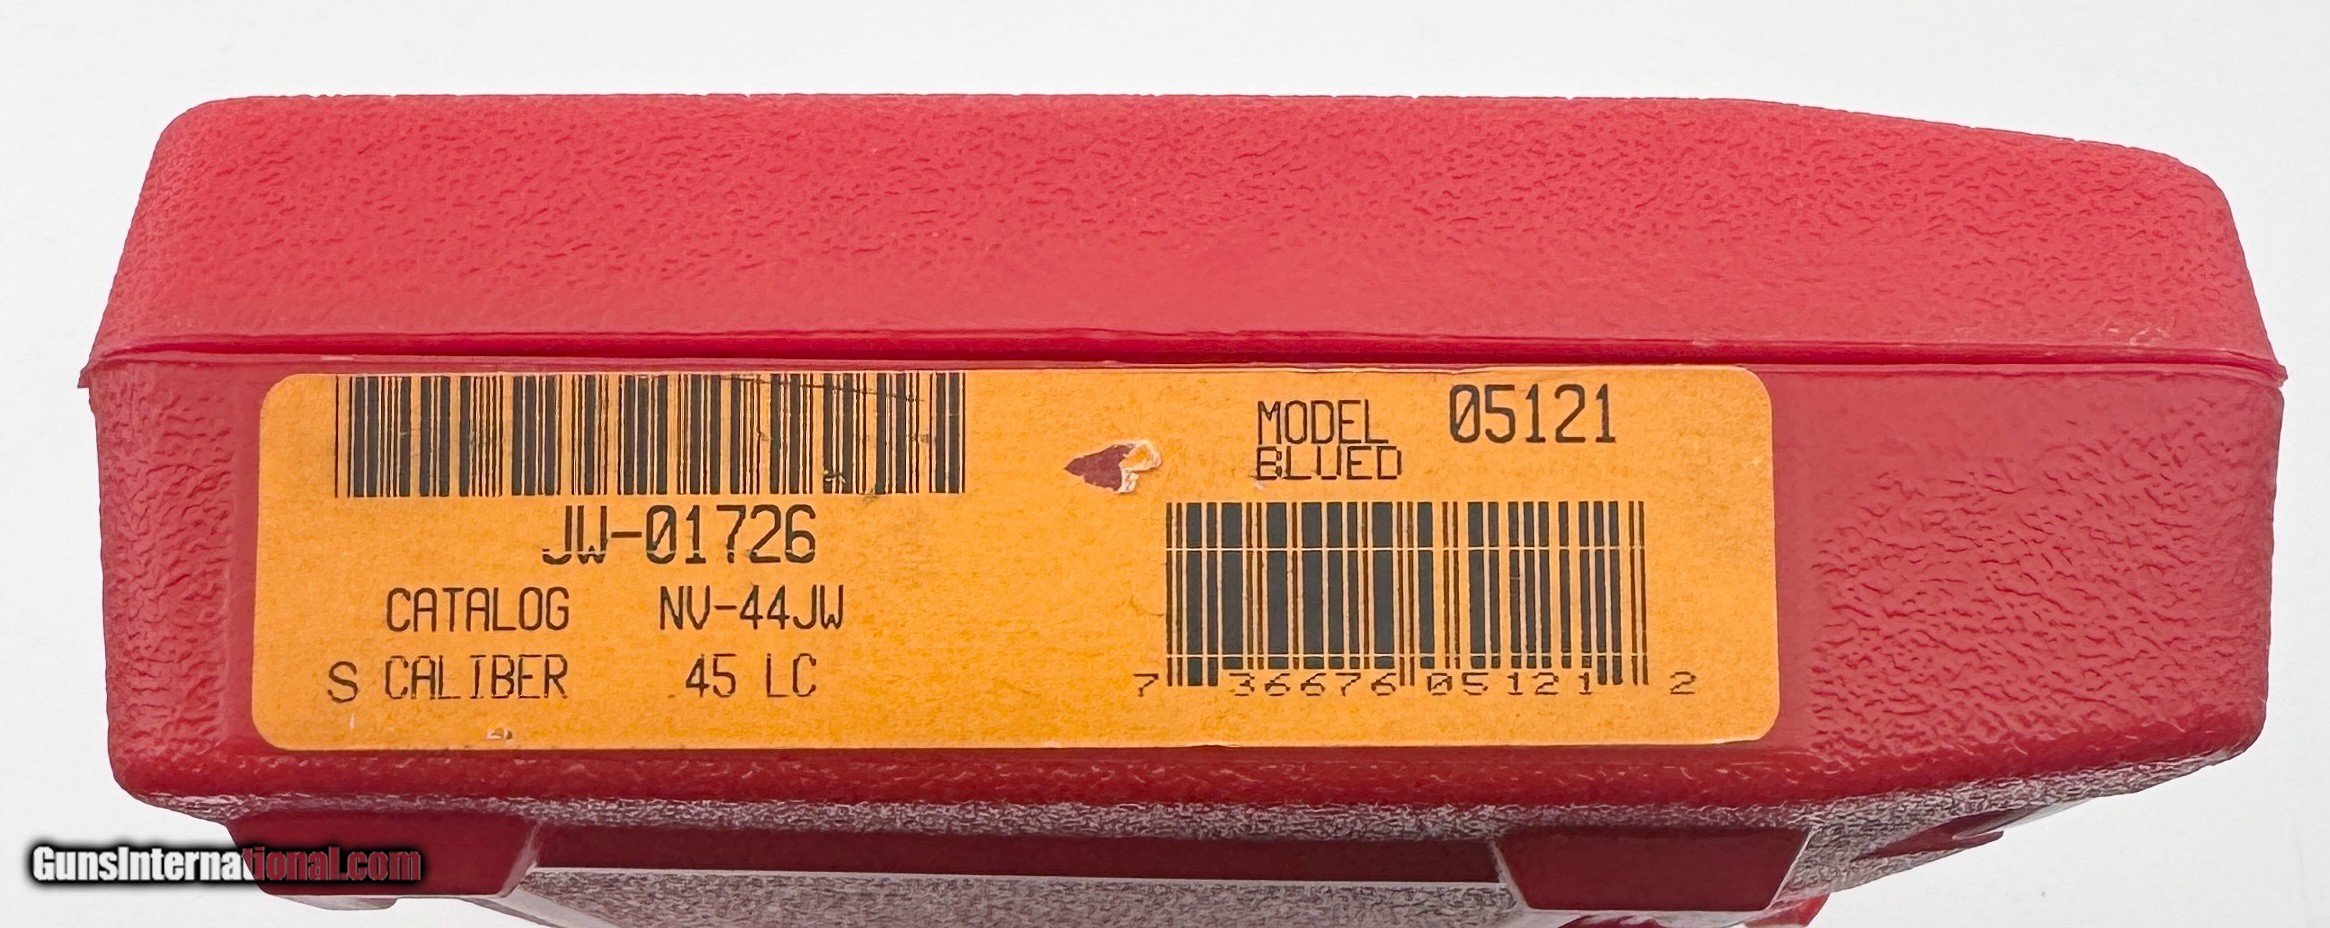 JW-01726
CATALOG NV-44JW
S CALIBER 45 LC
MODEL 05121
BLUED
7 36676 05121 2
GunsInternational.com